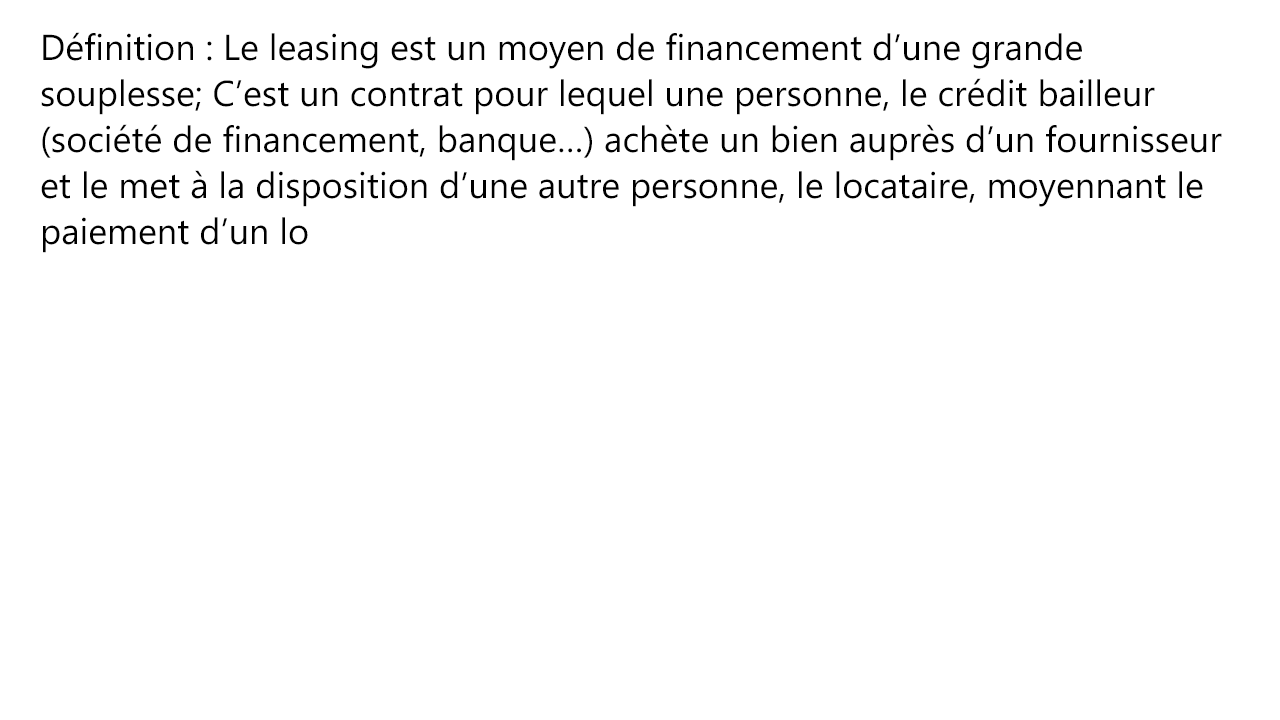 Définition : Le leasing est un moyen de financement d’une grande
souplesse; C’est un contrat pour lequel une personne, le crédit bailleur
(société de financement, banque…) achète un bien auprès d’un fournisseur
et le met à la disposition d’une autre personne, le locataire, moyennant le
paiement d’un lo